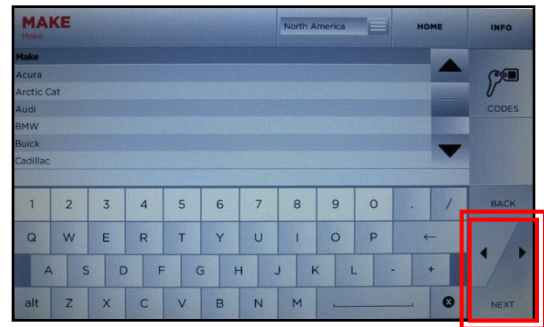 MAKE
Make
North America
HOME
INFO
Make
Acura
Arctic Cat
Audi
BMW
Buick
Cadillac
CODES
1 2 3 4 5 6 7 8 9 0 . /
BACK
Q W E R T Y U I O P ←
A S D F G H J K L - +
alt Z X C V B N M
NEXT